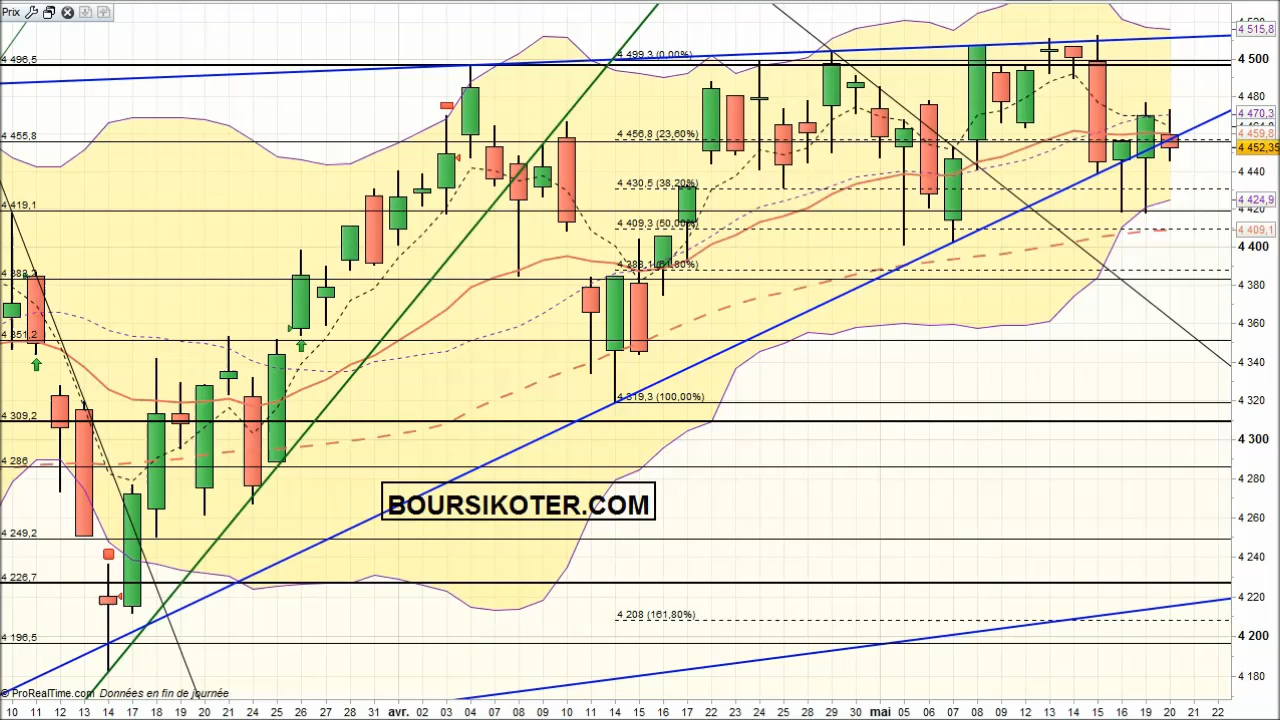 Prix
4 496,5
4 455,8
4 419,1
4 383,2
4 351,2
4 309,2
4 286
4 249,2
4 226,7
4 196,5
4 499,3 (0,00%)
4 456,8 (23,60%)
4 430,5 (38,20%)
4 409,3 (50,00%)
4 388,1 (61,80%)
4 319,3 (100,00%)
4 208 (161,80%)
BOURSIKOTER.COM
4 515,8
4 500
4 480
4 470,3
4 459,8
4 452,35
4 440
4 424,9
4 420
4 409,1
4 400
4 380
4 360
4 340
4 320
4 300
4 280
4 260
4 240
4 220
4 200
4 180
© ProRealTime.com Données en fin de journée
10 11 12 13 14 17 18 19 20 21 24 25 26 27 28 31 avr. 02 03 04 07 08 09 10 11 14 15 16 17 22 23 24 25 28 29 30 mai 05 06 07 08 09 12 13 14 15 16 19 20 21 22